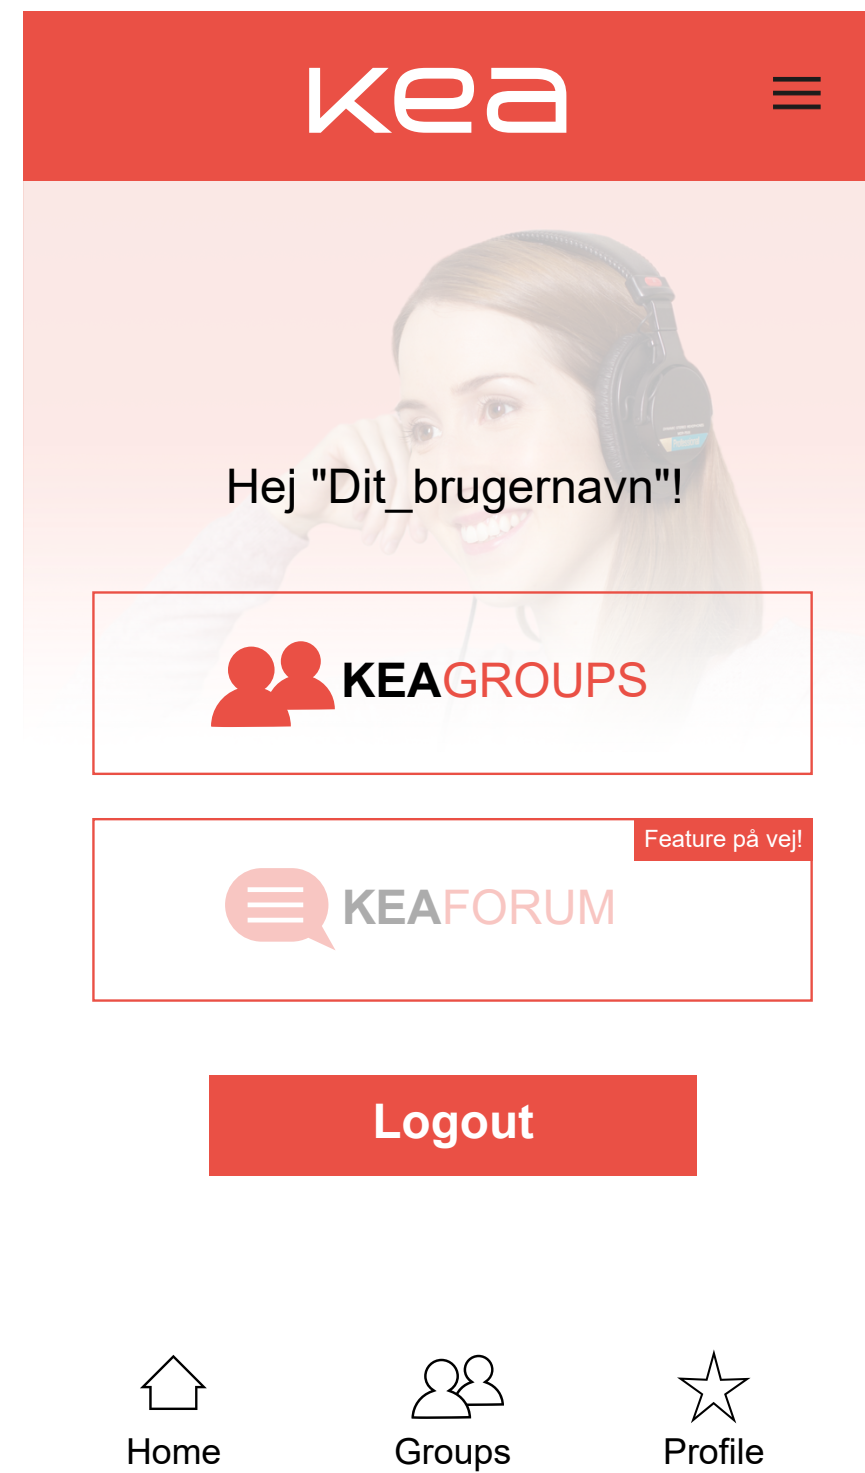 kea
Hej "Dit_brugernavn"!
KEAGROUPS
Feature på vej!
KEAFORUM
Logout
Home Groups Profile